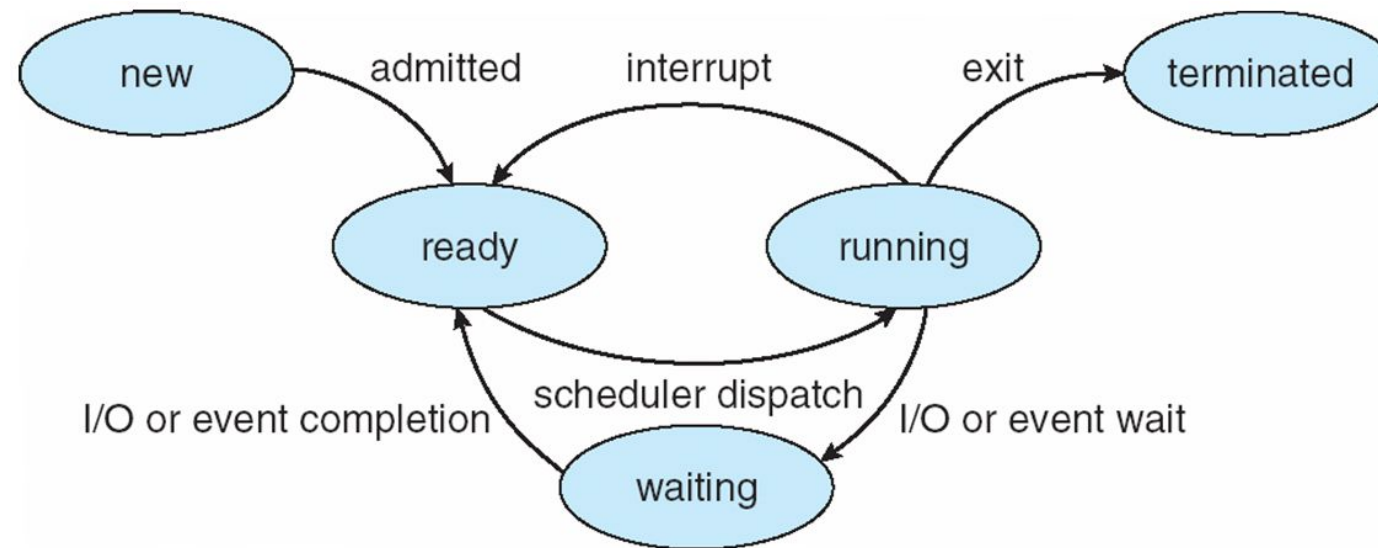 new
admitted
interrupt
exit
terminated
ready
running
I/O or event completion
scheduler dispatch
I/O or event wait
waiting